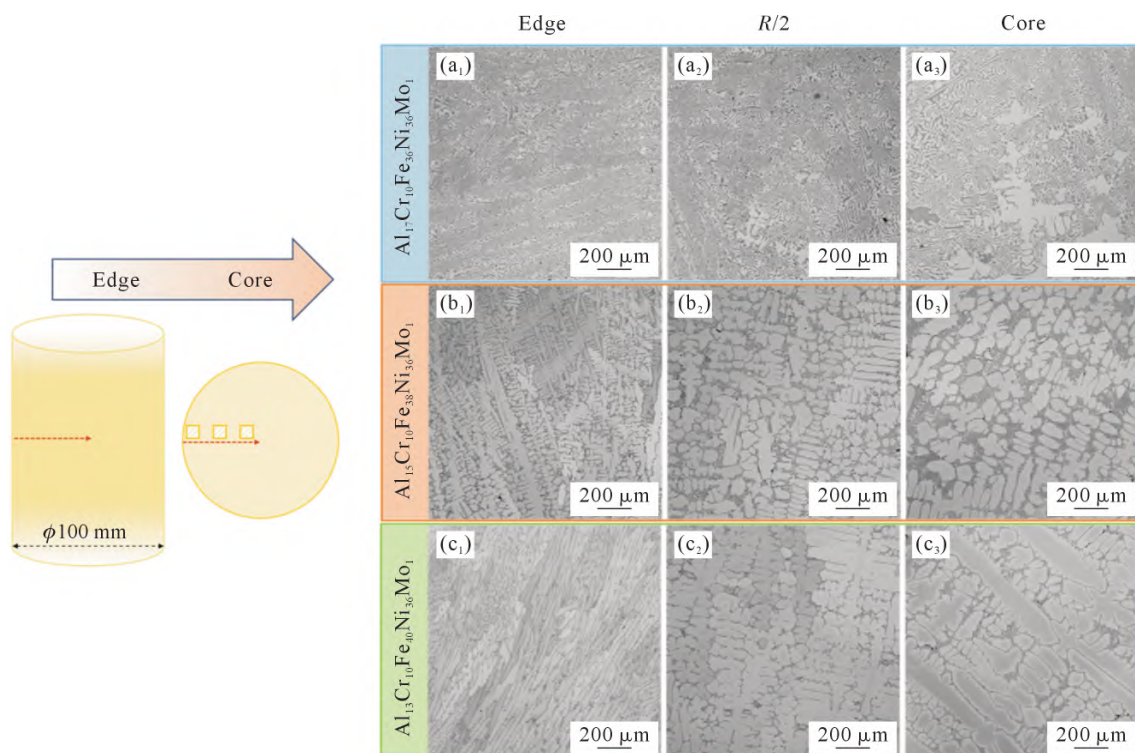 Edge R/2 Core
Al₁₇Cr₁₀Fe₃₆Ni₃₆Mo₁
(a₁) (a₂) (a₃)
200 μm 200 μm 200 μm
Edge Core
Al₁₅Cr₁₀Fe₃₈Ni₃₆Mo₁
(b₁) (b₂) (b₃)
200 μm 200 μm 200 μm
ϕ100 mm
Al₁₃Cr₁₀Fe₄₀Ni₃₆Mo₁
(c₁) (c₂) (c₃)
200 μm 200 μm 200 μm